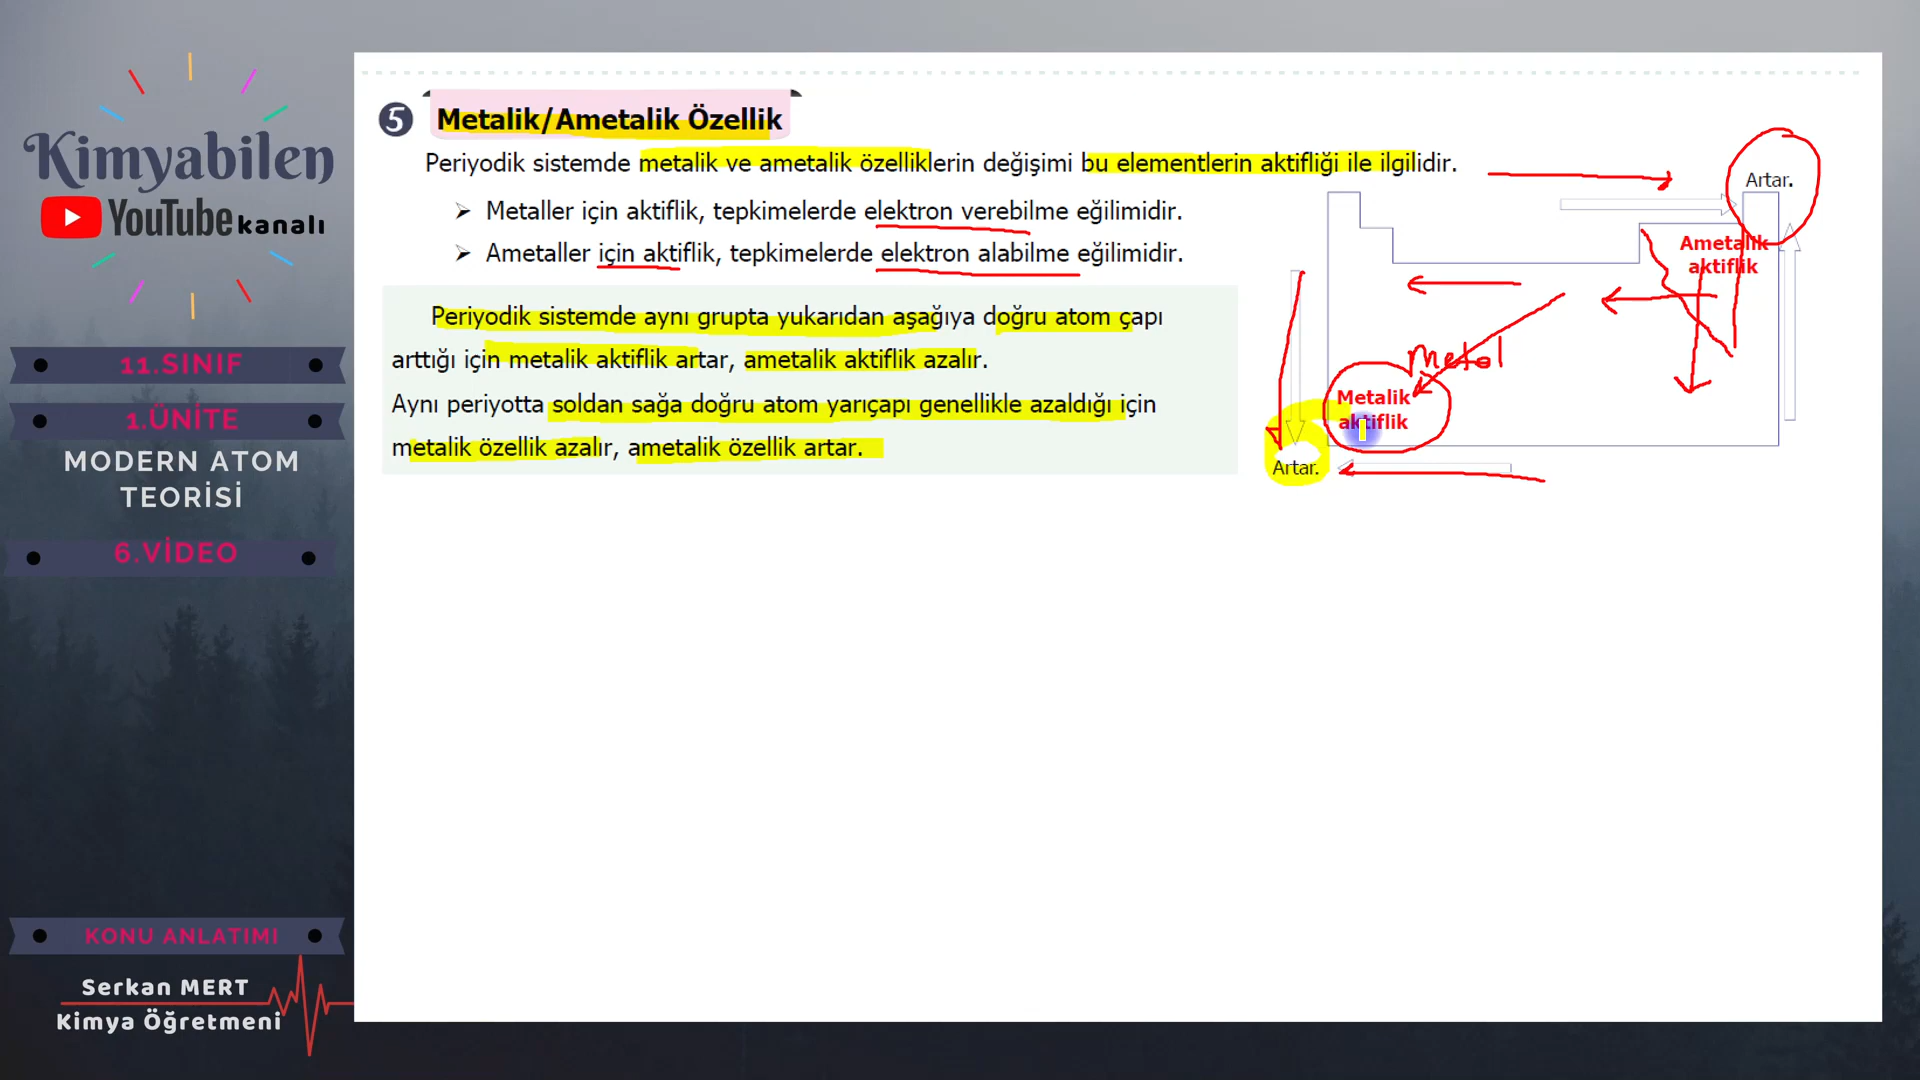 Kimyabilen
YouTube kanalı
11.SINIF
1.ÜNİTE
MODERN ATOM
TEORİSİ
6.VİDEO
KONU ANLATIMI
Serkan MERT
Kimya Öğretmeni
5 Metalik/Ametalik Özellik
Periyodik sistemde metalik ve ametalik özelliklerin değişimi bu elementlerin aktifliği ile ilgilidir.
➢ Metaller için aktiflik, tepkimelerde elektron verebilme eğilimidir.
➢ Ametaller için aktiflik, tepkimelerde elektron alabilme eğilimidir.
Periyodik sistemde aynı grupta yukarıdan aşağıya doğru atom çapı
arttığı için metalik aktiflik artar, ametalik aktiflik azalır.
Aynı periyotta soldan sağa doğru atom yarıçapı genellikle azaldığı için
metalik özellik azalır, ametalik özellik artar.
Artar.
Ametalik
aktiflik
Metal
Metalik
aktiflik
Artar.